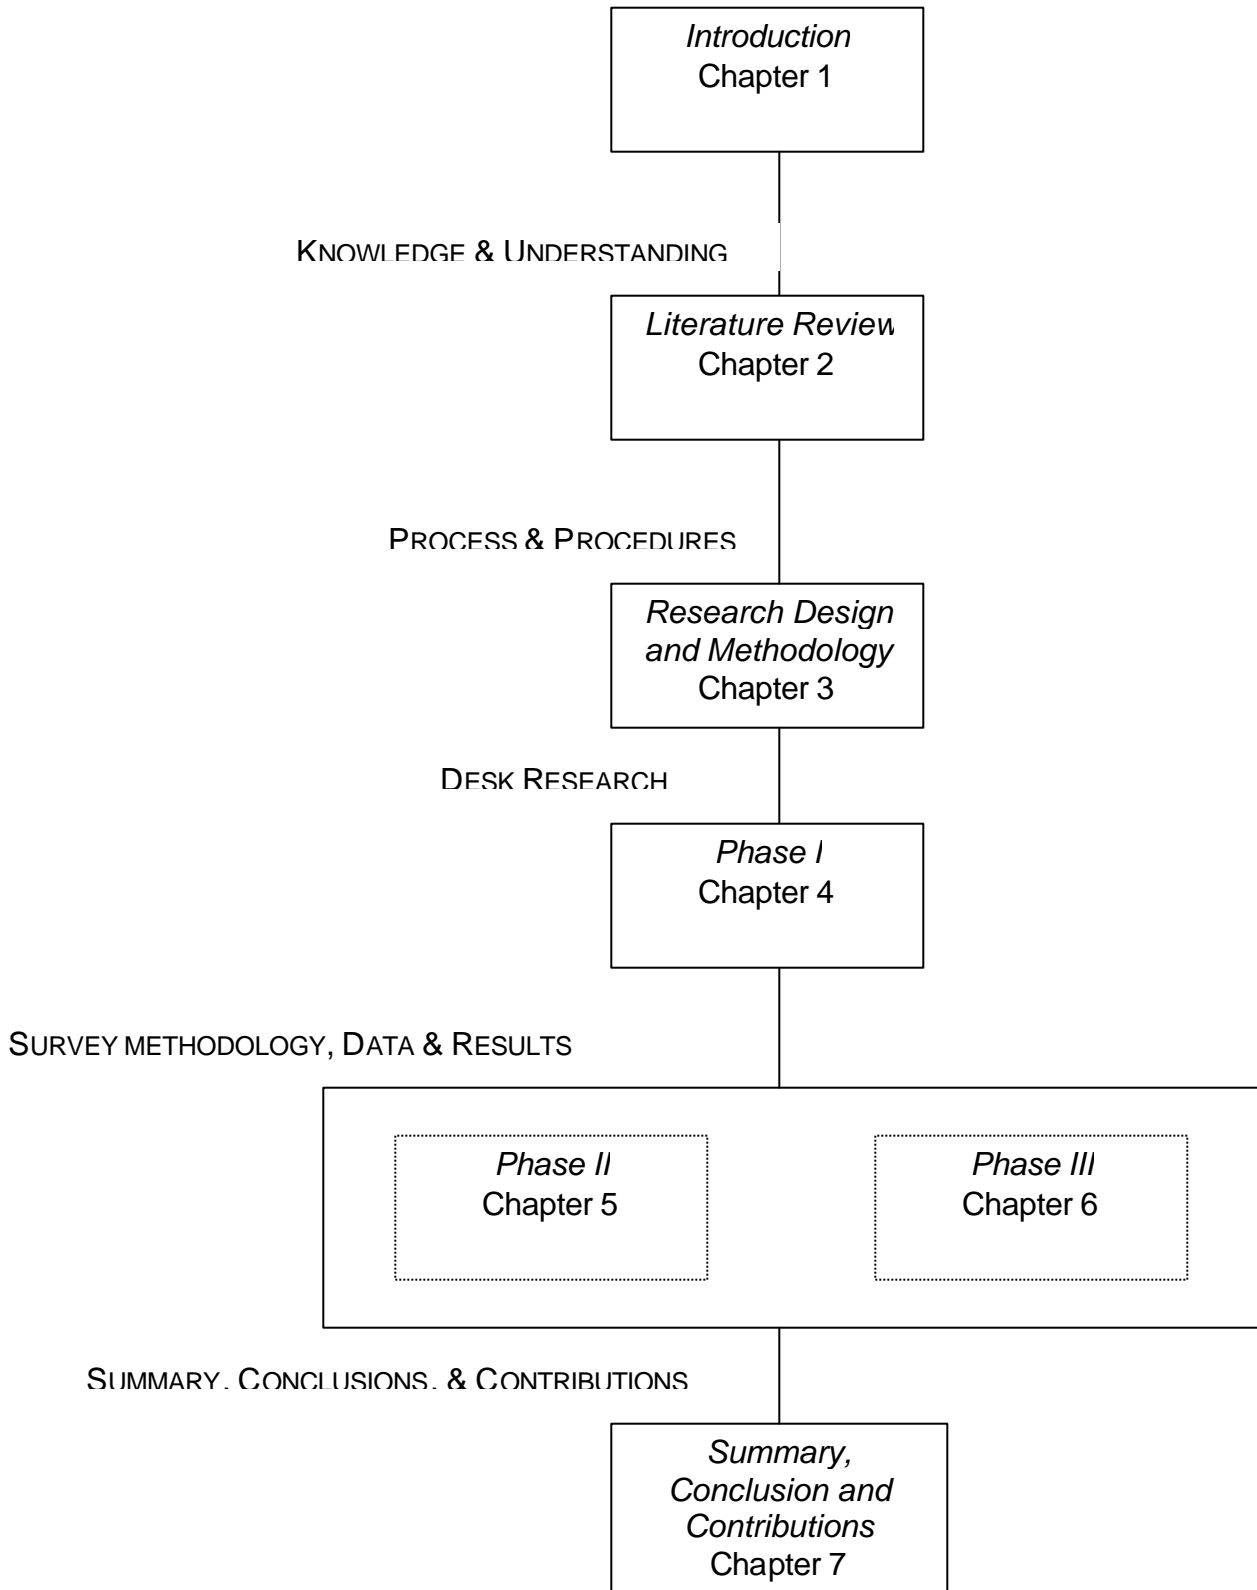 Introduction
Chapter 1
KNOWLEDGE & UNDERSTANDING
Literature Review
Chapter 2
PROCESS & PROCEDURES
Research Design
and Methodology
Chapter 3
DESK RESEARCH
Phase I
Chapter 4
SURVEY METHODOLOGY, DATA & RESULTS
Phase II
Chapter 5
Phase III
Chapter 6
SUMMARY, CONCLUSIONS, & CONTRIBUTIONS
Summary,
Conclusion and
Contributions
Chapter 7